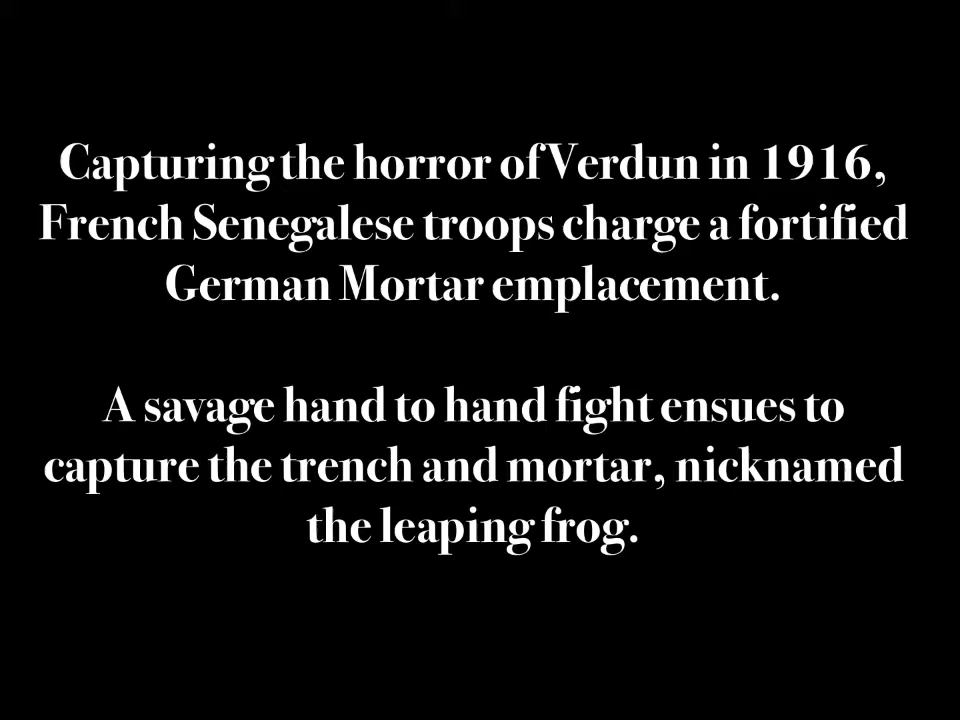 Capturing the horror of Verdun in 1916,
French Senegalese troops charge a fortified
German Mortar emplacement.
A savage hand to hand fight ensues to
capture the trench and mortar, nicknamed
the leaping frog.